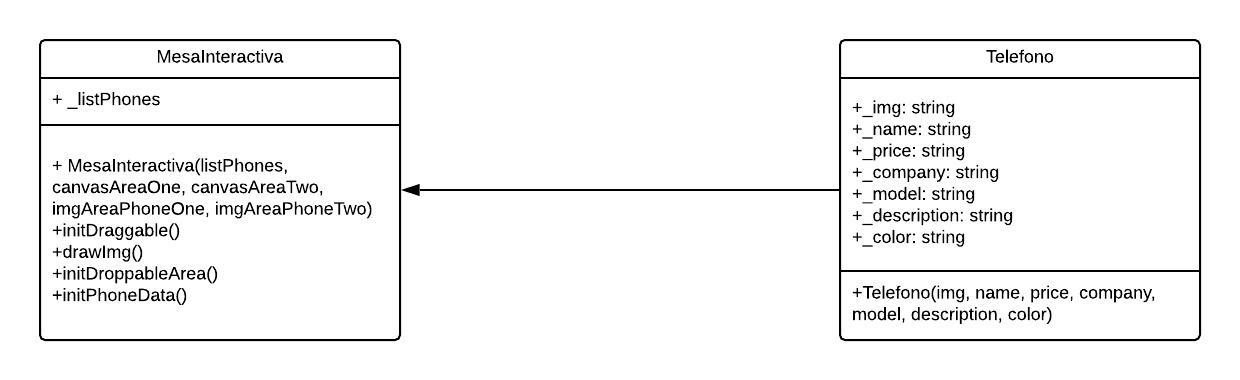 MesaInteractiva
+ _listPhones
+ MesaInteractiva(listPhones,
canvasAreaOne, canvasAreaTwo,
imgAreaPhoneOne, imgAreaPhoneTwo)
+initDraggable()
+drawImg()
+initDroppableArea()
+initPhoneData()
Telefono
+_img: string
+_name: string
+_price: string
+_company: string
+_model: string
+_description: string
+_color: string
+Telefono(img, name, price, company,
model, description, color)